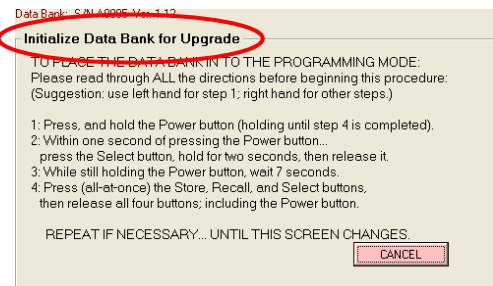 Data Bank: S/N A9995 Ver. 1.12
Initialize Data Bank for Upgrade
TO PLACE THE DATA BANK IN TO THE PROGRAMMING MODE:
Please read through ALL the directions before beginning this procedure:
(Suggestion: use left hand for step 1; right hand for other steps.)
1: Press, and hold the Power button (holding until step 4 is completed).
2: Within one second of pressing the Power button...
press the Select button, hold for two seconds, then release it.
3: While still holding the Power button, wait 7 seconds.
4: Press (all-at-once) the Store, Recall, and Select buttons,
then release all four buttons; including the Power button.
REPEAT IF NECESSARY... UNTIL THIS SCREEN CHANGES.
CANCEL